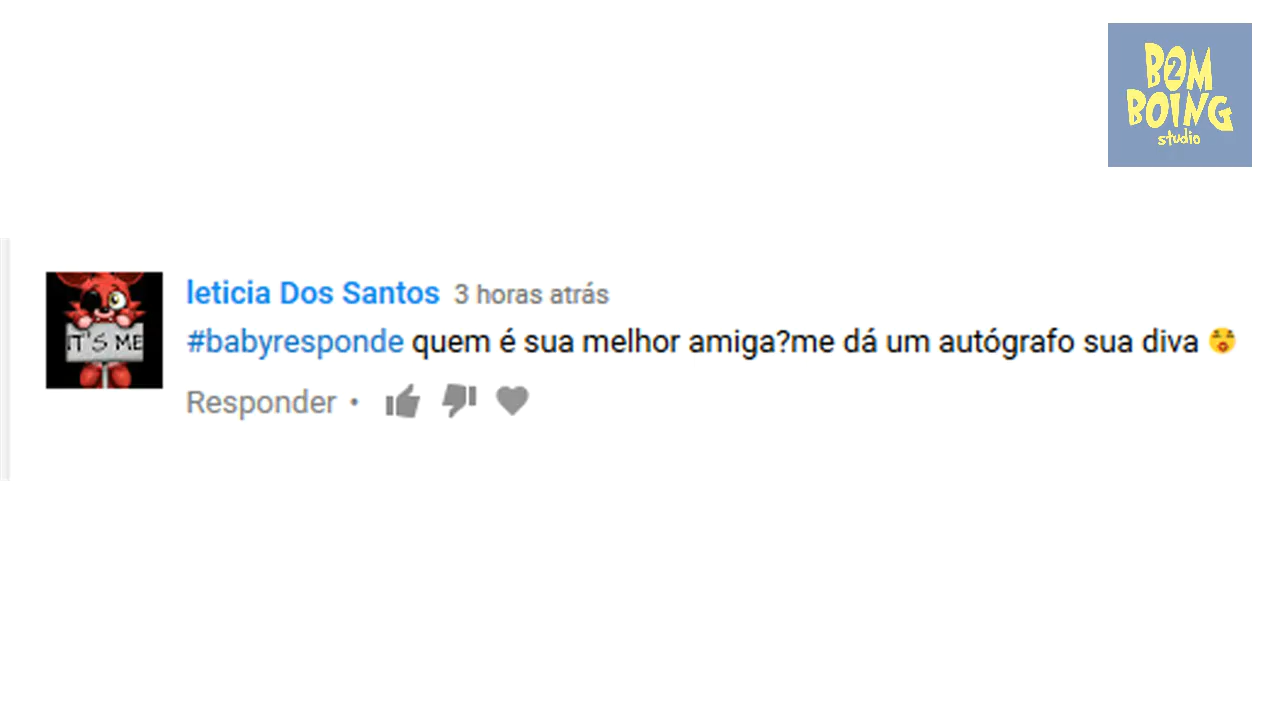 B2M
BOING
studio
leticia Dos Santos 3 horas atrás
#babyresponde quem é sua melhor amiga?me dá um autógrafo sua diva 😲
IT'S ME
Responder •